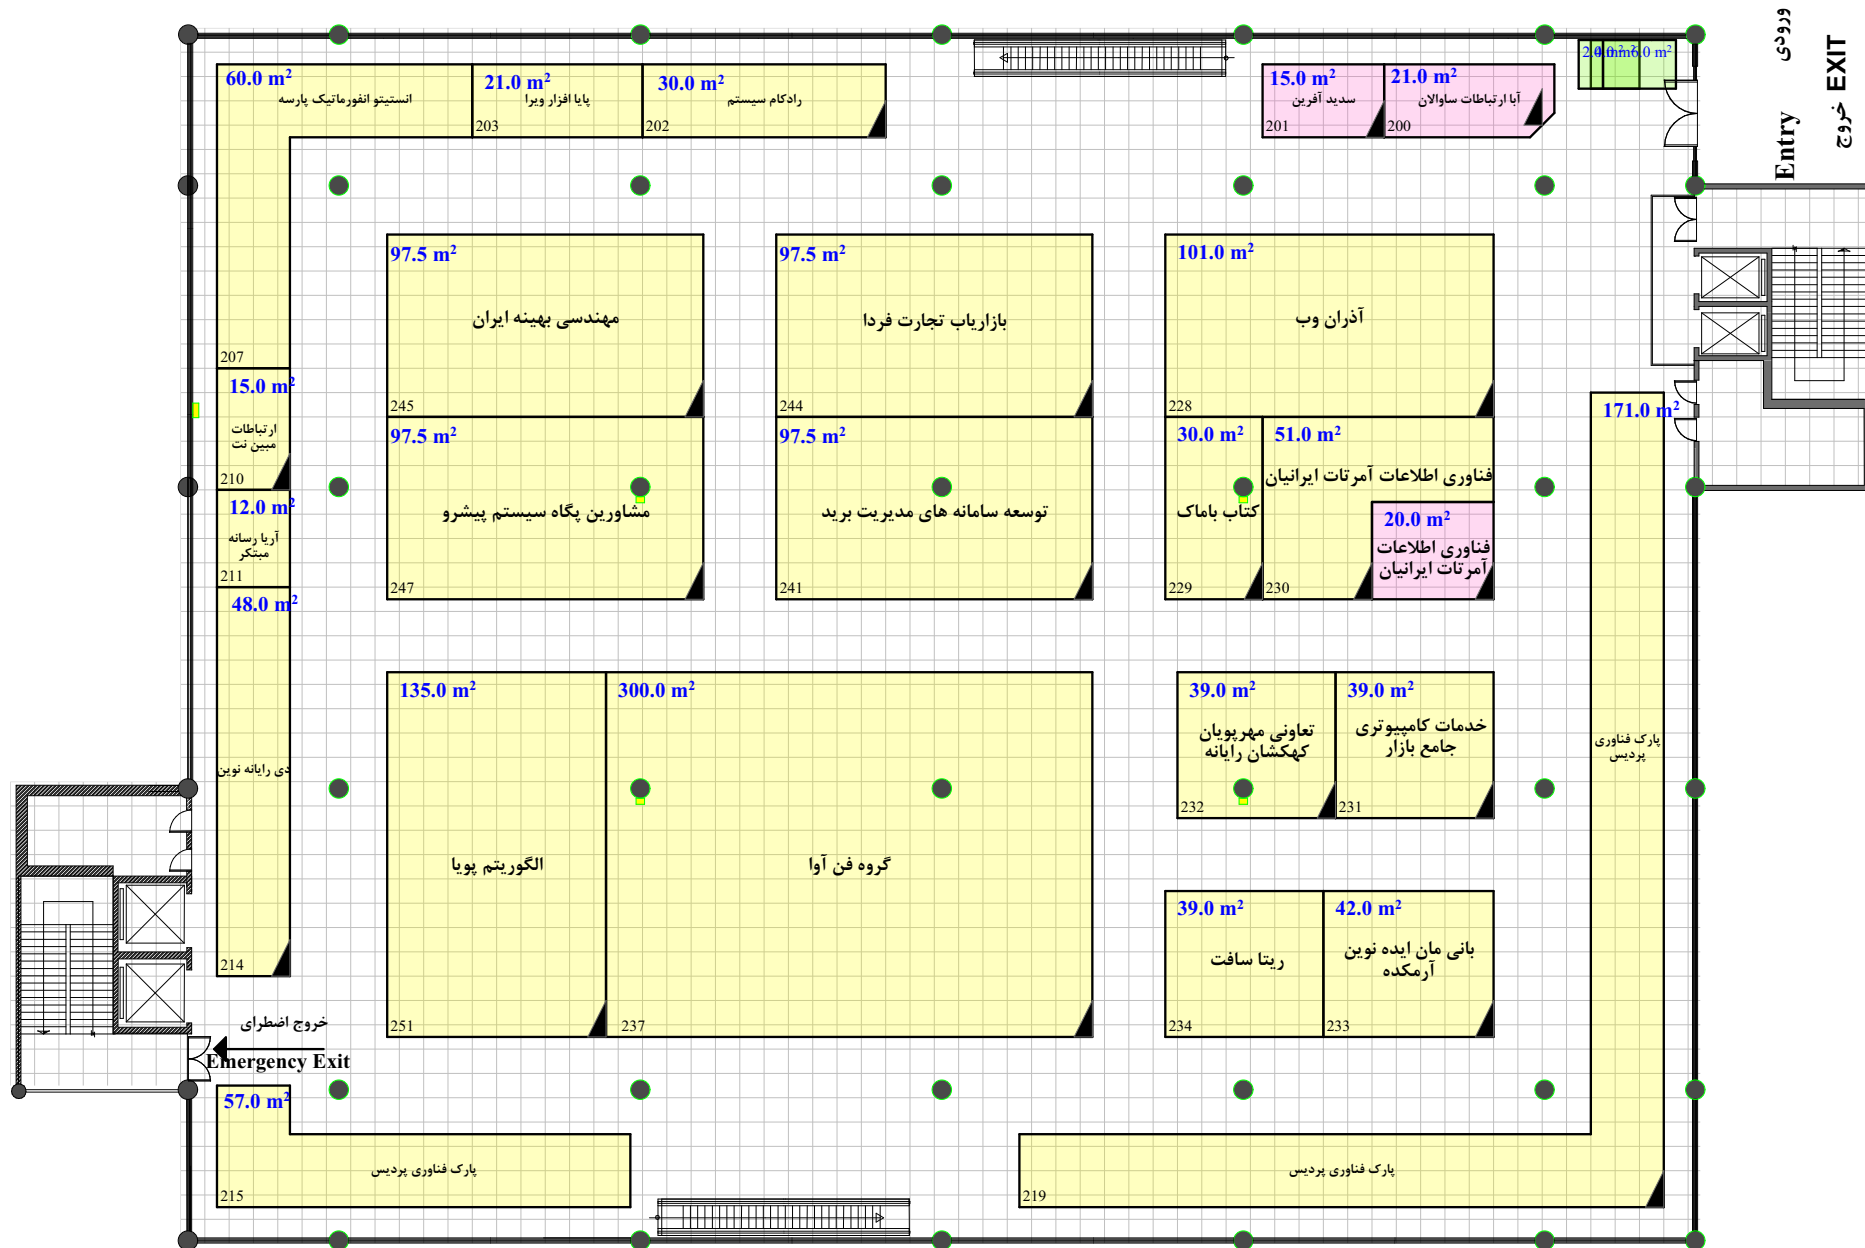 ورودی
Entry
خروج EXIT
60.0 m²
انستیتو انفورماتیک پارسه
207
21.0 m²
پایا افزار ویرا
203
30.0 m²
رادکام سیستم
202
15.0 m²
سدید آفرین
201
21.0 m²
آبا ارتباطات ساوالان
200
6.0 m²
97.5 m²
مهندسی بهینه ایران
245
97.5 m²
بازاریاب تجارت فردا
244
101.0 m²
آذران وب
228
15.0 m²
ارتباطات
مبین نت
210
97.5 m²
مشاورین پگاه سیستم پیشرو
247
97.5 m²
توسعه سامانه های مدیریت برید
241
30.0 m²
کتاب باماک
229
51.0 m²
فناوری اطلاعات آمرتات ایرانیان
230
20.0 m²
فناوری اطلاعات
آمرتات ایرانیان
171.0 m²
پارک فناوری
پردیس
12.0 m²
آریا رسانه
مبتکر
211
48.0 m²
دی رایانه نوین
214
135.0 m²
الگوریتم پویا
251
300.0 m²
گروه فن آوا
237
39.0 m²
تعاونی مهرپویان
کهکشان رایانه
232
39.0 m²
خدمات کامپیوتری
جامع بازار
231
39.0 m²
ریتا سافت
234
42.0 m²
بانی مان ایده نوین
آرمکده
233
خروج اضطرای
Emergency Exit
57.0 m²
پارک فناوری پردیس
215
پارک فناوری پردیس
219